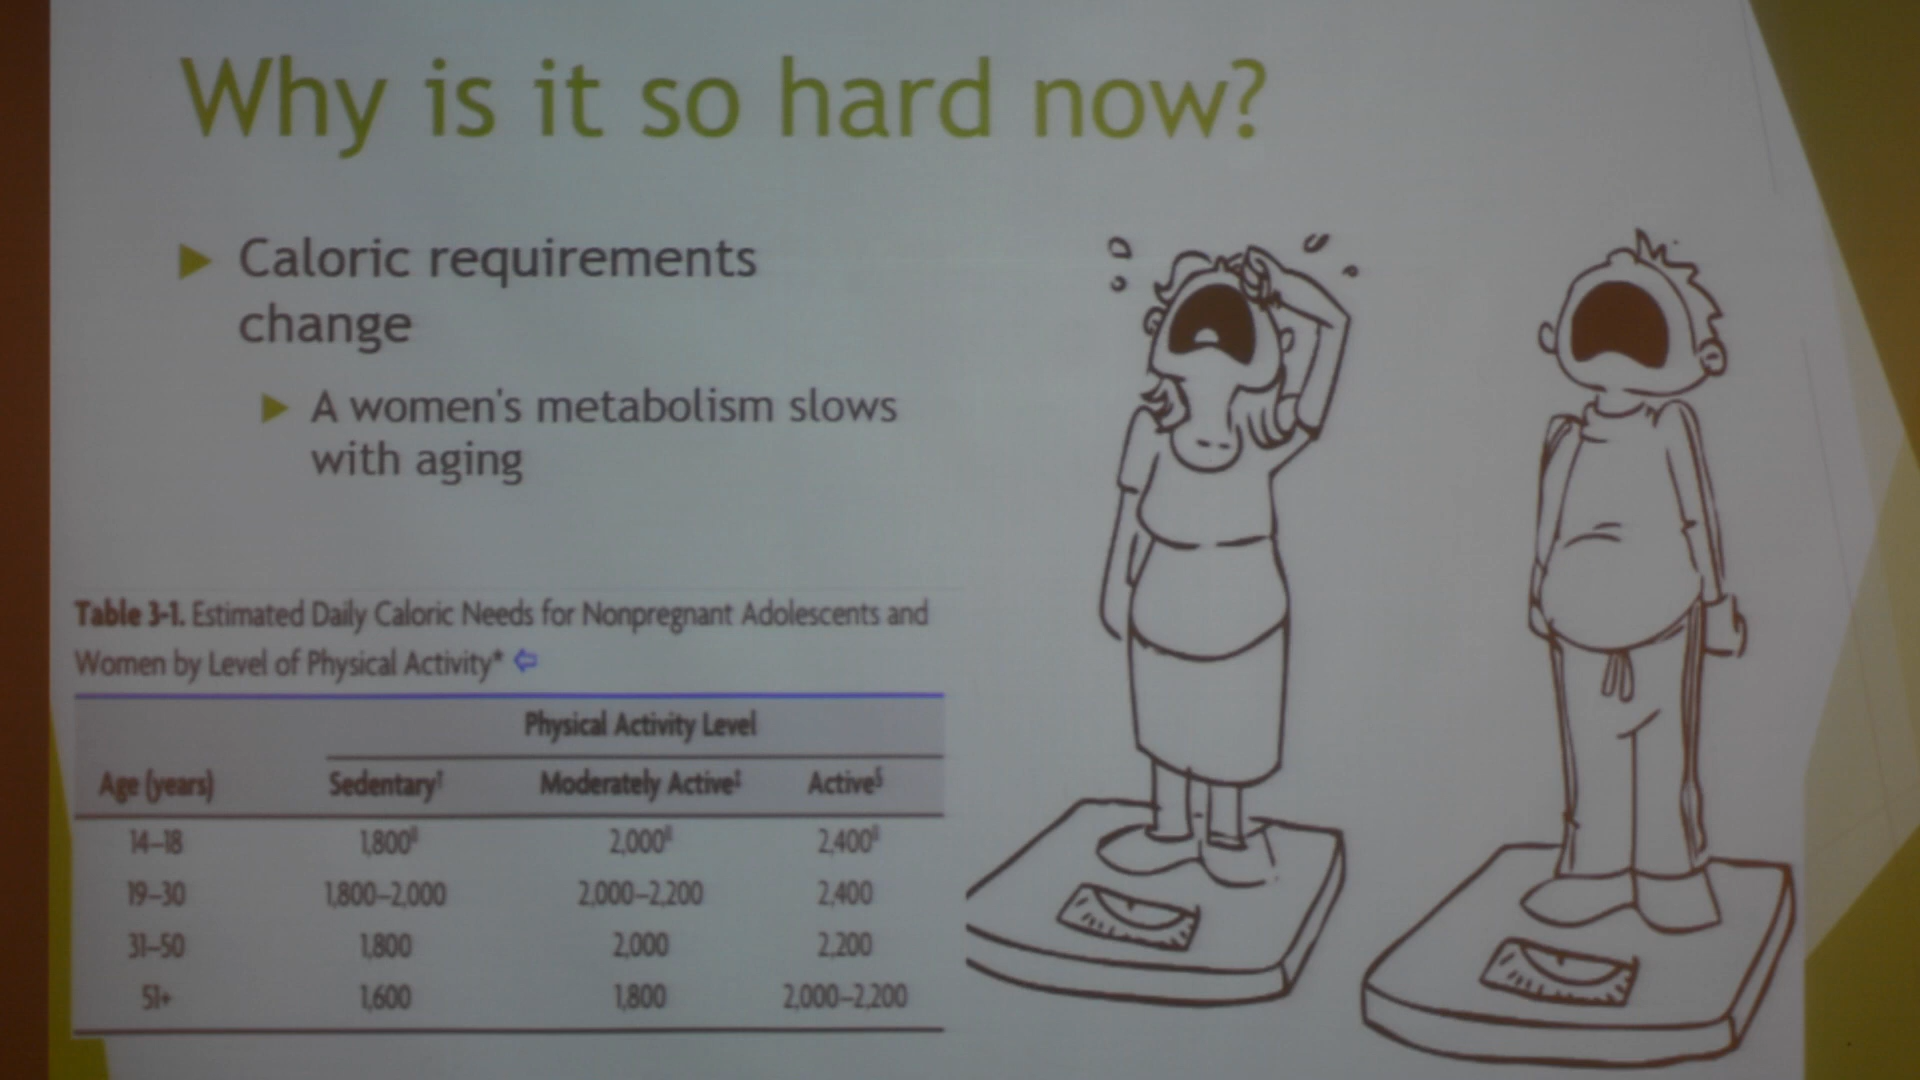 Why is it so hard now?
Caloric requirements
change
A women's metabolism slows
with aging
Table 3-1. Estimated Daily Caloric Needs for Nonpregnant Adolescents and
Women by Level of Physical Activity*
Physical Activity Level
Age (years) Sedentary† Moderately Active‡ Active§
14–18 1,800‖ 2,000‖ 2,400‖
19–30 1,800–2,000 2,000–2,200 2,400
31–50 1,800 2,000 2,200
51+ 1,600 1,800 2,000–2,200